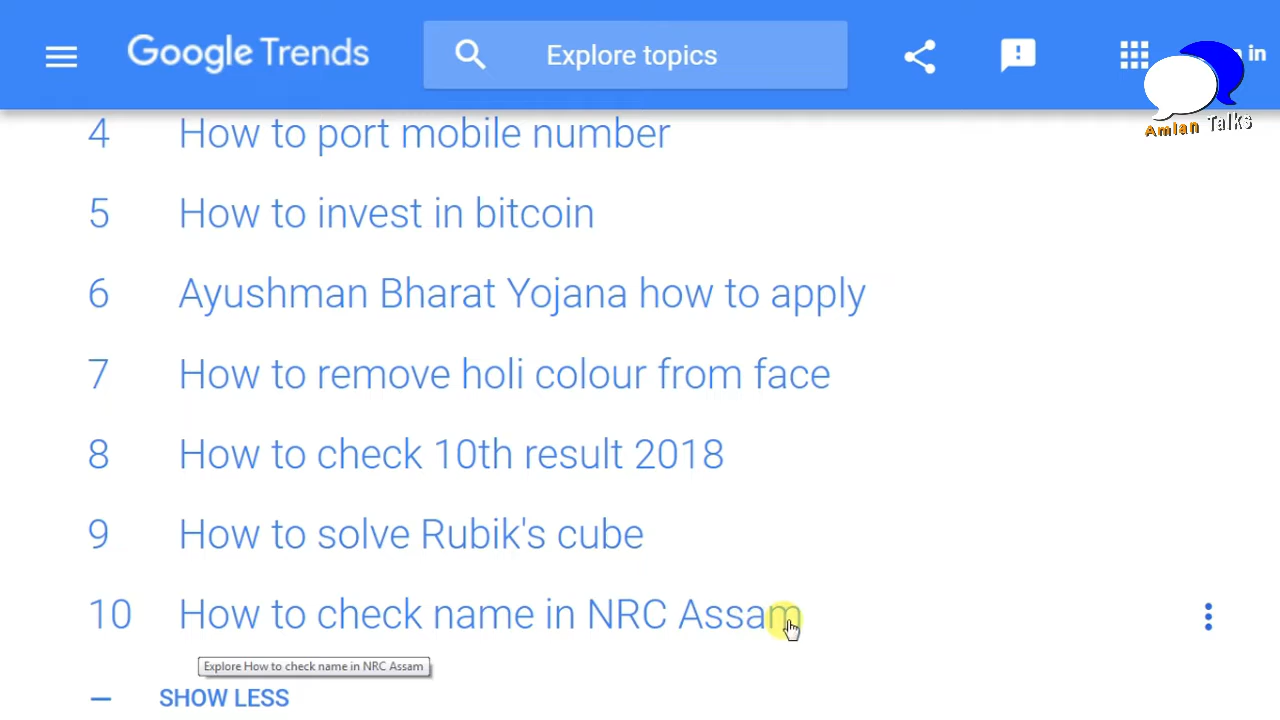 Google Trends
Explore topics
in
Amlan Talks
4 How to port mobile number
5 How to invest in bitcoin
6 Ayushman Bharat Yojana how to apply
7 How to remove holi colour from face
8 How to check 10th result 2018
9 How to solve Rubik's cube
10 How to check name in NRC Assam
Explore How to check name in NRC Assam
SHOW LESS